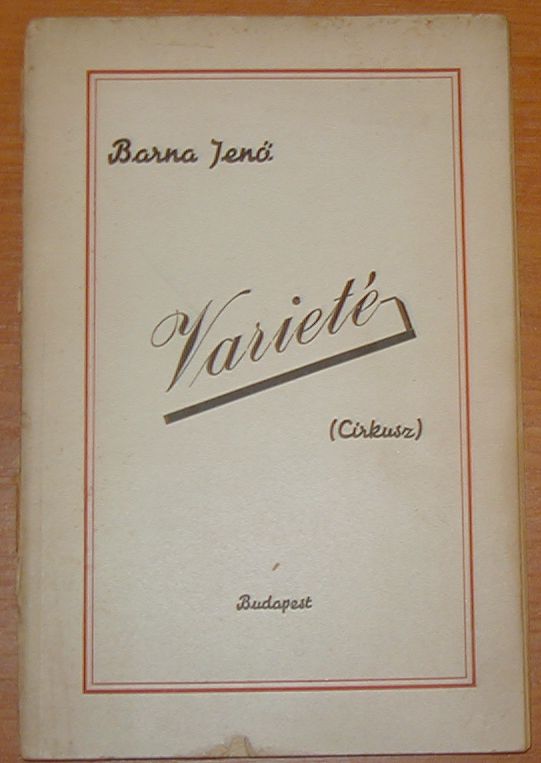 Barna Jenő
Varieté
(Cirkusz)
Budapest